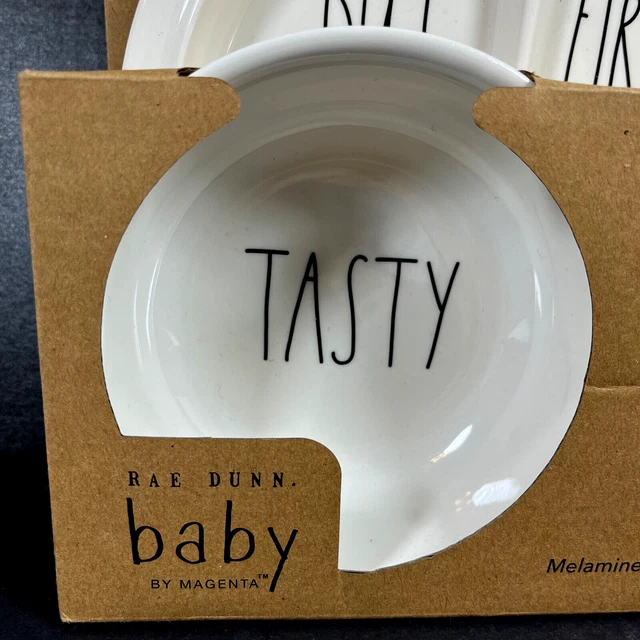 TASTY
RAE DUNN.
baby
BY MAGENTA™
Melamine